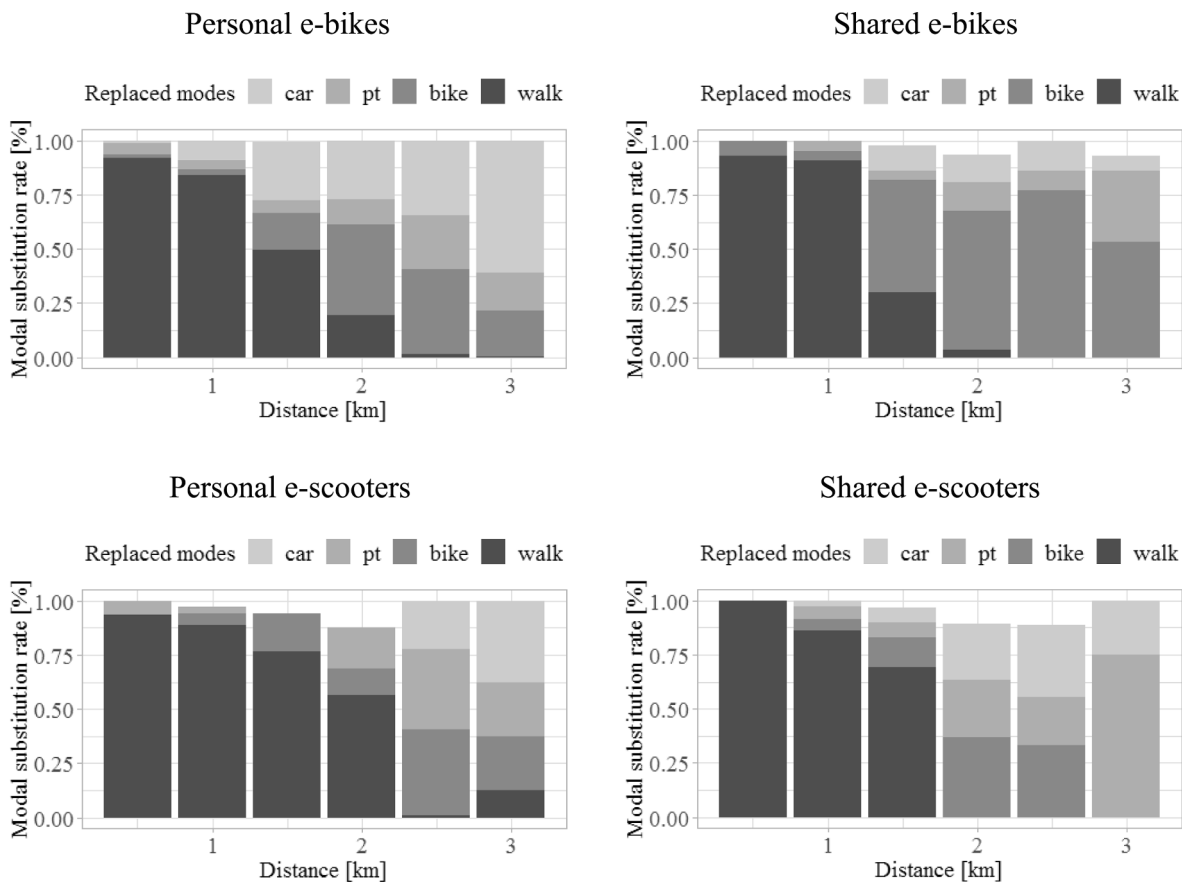 Personal e-bikes
Replaced modes car pt bike walk
Modal substitution rate [%]
1.00
0.75
0.50
0.25
0.00
1 2 3
Distance [km]
Shared e-bikes
Replaced modes car pt bike walk
Modal substitution rate [%]
1.00
0.75
0.50
0.25
0.00
1 2 3
Distance [km]
Personal e-scooters
Replaced modes car pt bike walk
Modal substitution rate [%]
1.00
0.75
0.50
0.25
0.00
1 2 3
Distance [km]
Shared e-scooters
Replaced modes car pt bike walk
Modal substitution rate [%]
1.00
0.75
0.50
0.25
0.00
1 2 3
Distance [km]